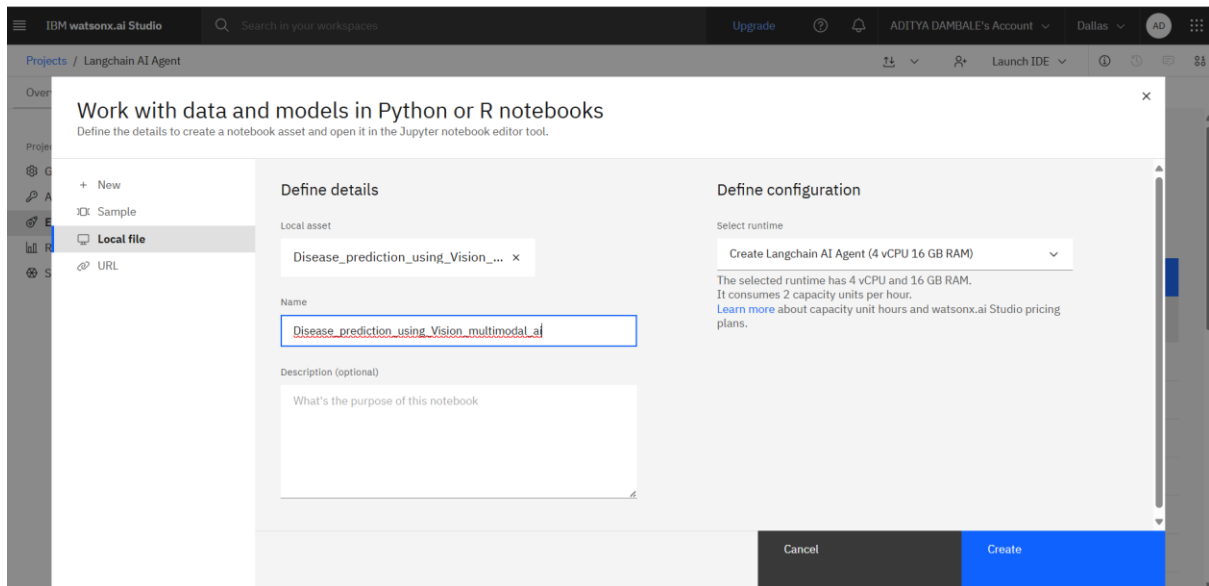 IBM watsonx.ai Studio
Search in your workspaces
Upgrade
ADITYA DAMBALE's Account
Dallas
AD
Projects / Langchain AI Agent
Launch IDE
Work with data and models in Python or R notebooks
Define the details to create a notebook asset and open it in the Jupyter notebook editor tool.
+ New
Sample
Local file
URL
Define details
Local asset
Disease_prediction_using_Vision_... ×
Name
Disease_prediction_using_Vision_multimodal_ai
Description (optional)
What's the purpose of this notebook
Define configuration
Select runtime
Create Langchain AI Agent (4 vCPU 16 GB RAM)
The selected runtime has 4 vCPU and 16 GB RAM.
It consumes 2 capacity units per hour.
Learn more about capacity unit hours and watsonx.ai Studio pricing
plans.
Cancel
Create